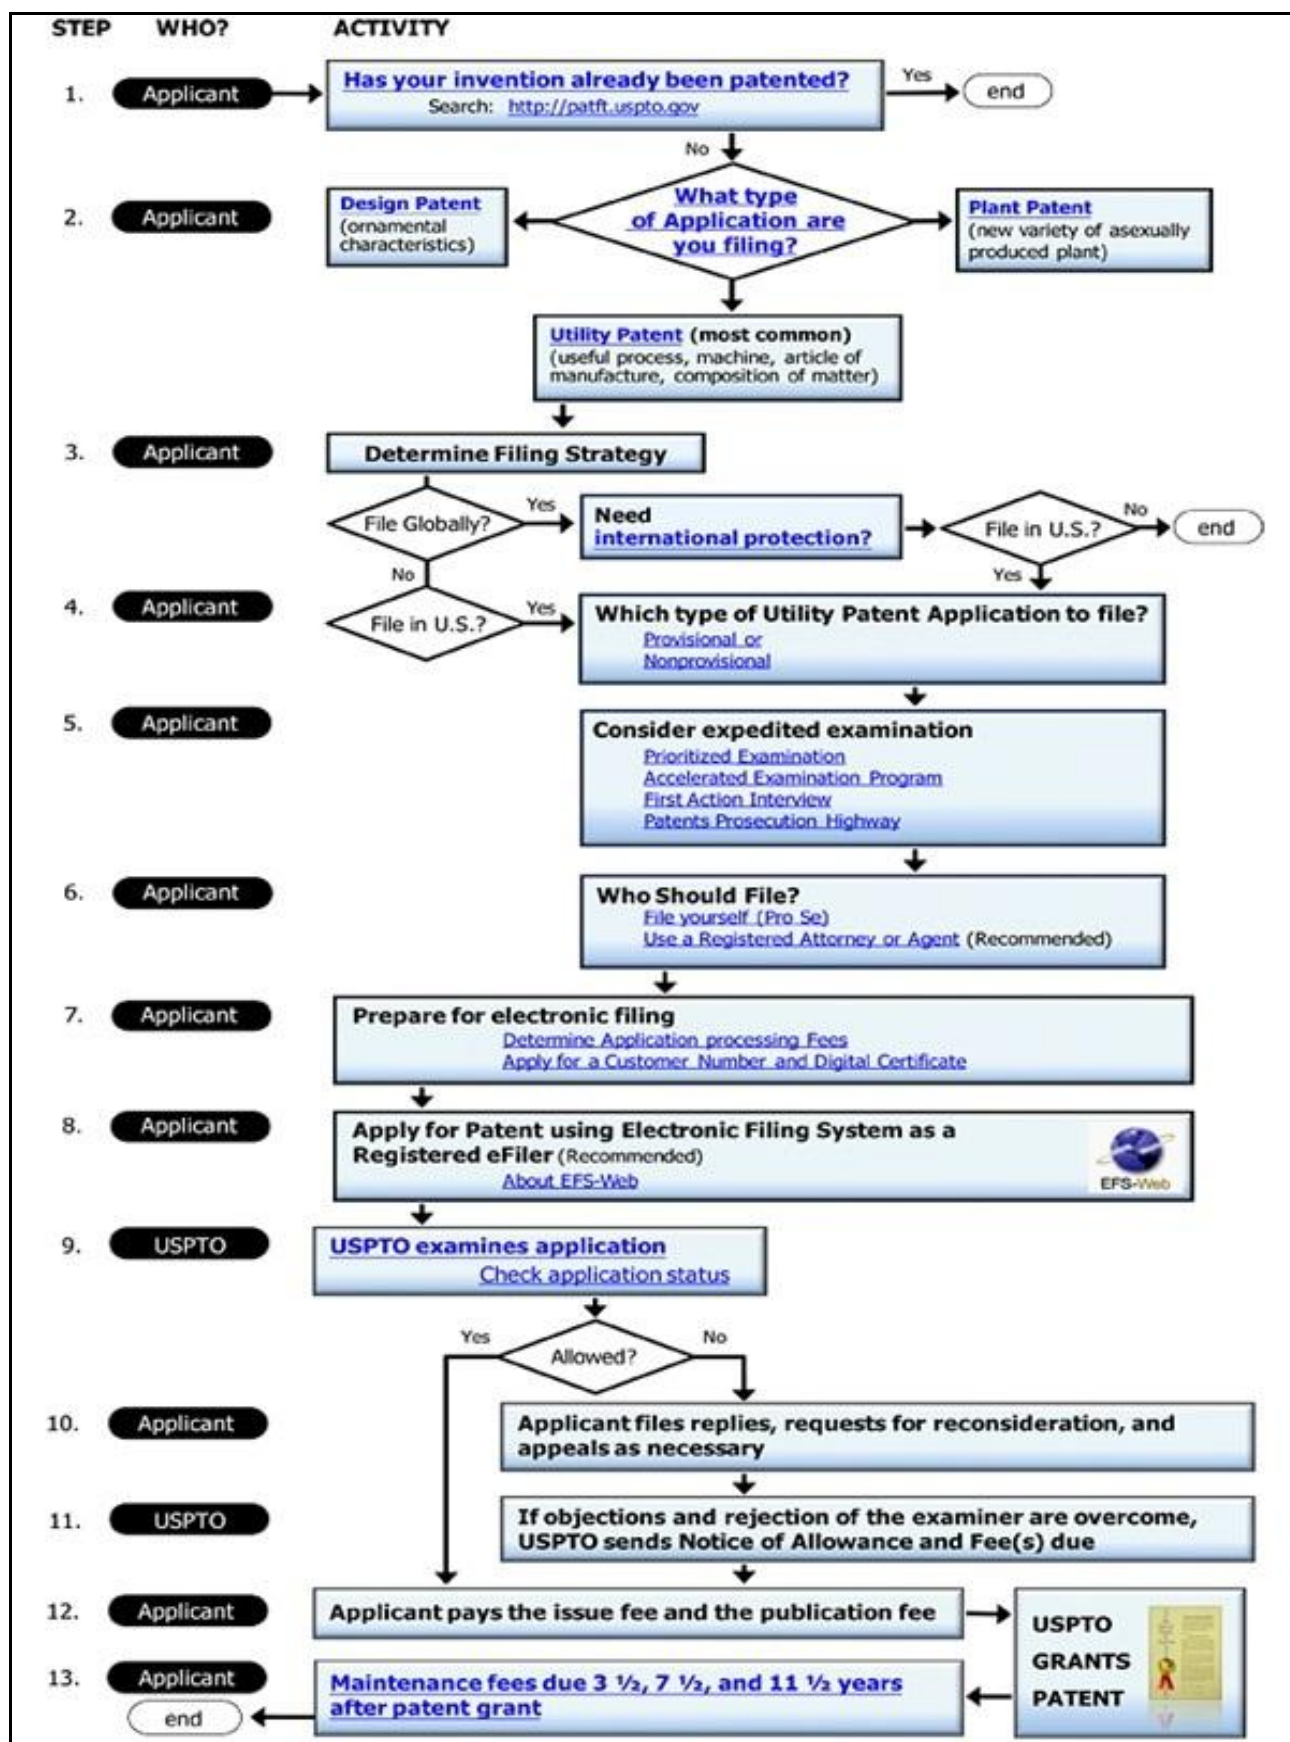 STEP WHO? ACTIVITY
1. Applicant
Has your invention already been patented?
Search: http://patft.uspto.gov
Yes
end
No
2. Applicant
Design Patent
(ornamental
characteristics)
What type
of Application are
you filing?
Plant Patent
(new variety of asexually
produced plant)
Utility Patent (most common)
(useful process, machine, article of
manufacture, composition of matter)
3. Applicant
Determine Filing Strategy
File Globally?
Yes
Need
international protection?
File in U.S.?
No
end
No
Yes
4. Applicant
File in U.S.?
Yes
Which type of Utility Patent Application to file?
Provisional or
Nonprovisional
5. Applicant
Consider expedited examination
Prioritized Examination
Accelerated Examination Program
First Action Interview
Patents Prosecution Highway
6. Applicant
Who Should File?
File yourself (Pro Se)
Use a Registered Attorney or Agent (Recommended)
7. Applicant
Prepare for electronic filing
Determine Application processing Fees
Apply for a Customer Number and Digital Certificate
8. Applicant
Apply for Patent using Electronic Filing System as a
Registered eFiler (Recommended)
About EFS-Web
EFS-Web
9. USPTO
USPTO examines application
Check application status
Yes
Allowed?
No
10. Applicant
Applicant files replies, requests for reconsideration, and
appeals as necessary
11. USPTO
If objections and rejection of the examiner are overcome,
USPTO sends Notice of Allowance and Fee(s) due
12. Applicant
Applicant pays the issue fee and the publication fee
USPTO
GRANTS
PATENT
13. Applicant
Maintenance fees due 3 ½, 7 ½, and 11 ½ years
after patent grant
end